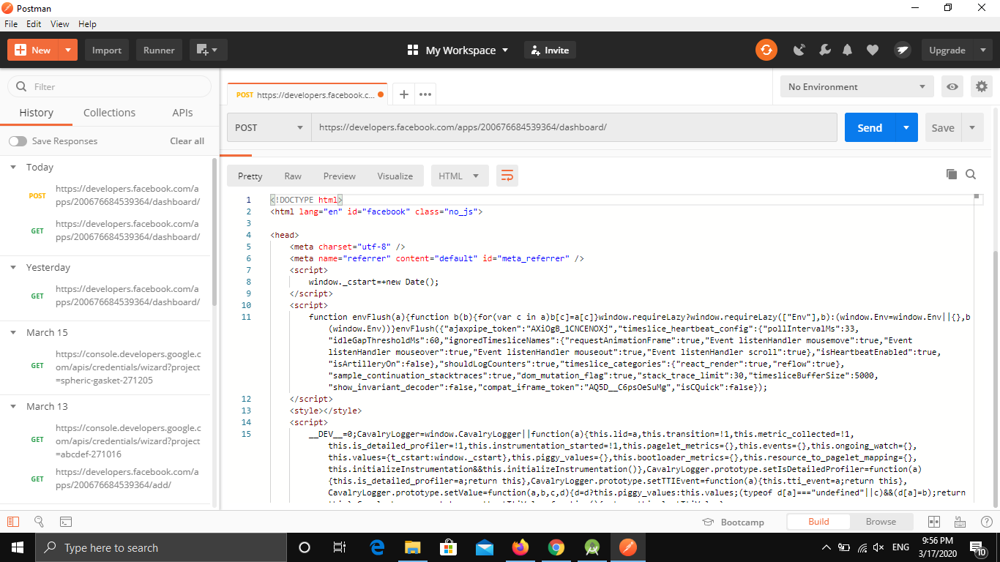 Postman
File Edit View Help
New Import Runner My Workspace Invite Upgrade
Filter
History Collections APIs
Save Responses Clear all
Today
POST https://developers.facebook.com/a
pps/200676684539364/dashboard/
GET https://developers.facebook.com/a
pps/200676684539364/dashboard/
Yesterday
GET https://developers.facebook.com/a
pps/200676684539364/dashboard/
March 15
GET https://console.developers.google.c
om/apis/credentials/wizard?project
=spheric-gasket-271205
March 13
GET https://console.developers.google.c
om/apis/credentials/wizard?project
=abcdef-271016
GET https://developers.facebook.com/a
pps/200676684539364/add/
POST https://developers.facebook.c...
No Environment
POST https://developers.facebook.com/apps/200676684539364/dashboard/ Send Save
Pretty Raw Preview Visualize HTML
1 <!DOCTYPE html>
2 <html lang="en" id="facebook" class="no_js">
3
4 <head>
5 <meta charset="utf-8" />
6 <meta name="referrer" content="default" id="meta_referrer" />
7 <script>
8 window._cstart=+new Date();
9 </script>
10 <script>
11 function envFlush(a){function b(b){for(var c in a)b[c]=a[c]}window.requireLazy?window.requireLazy(["Env"],b):(window.Env=window.Env||{},b
(window.Env))}envFlush({"ajaxpipe_token":"AXiOgB_lCNCENOXj","timeslice_heartbeat_config":{"pollIntervalMs":33,
"idleGapThresholdMs":60,"ignoredTimesliceNames":{"requestAnimationFrame":true,"Event listenHandler mousemove":true,"Event
listenHandler mouseover":true,"Event listenHandler mouseout":true,"Event listenHandler scroll":true},"isHeartbeatEnabled":true,
"isArtilleryOn":false},"shouldLogCounters":true,"timeslice_categories":{"react_render":true,"reflow":true},
"sample_continuation_stacktraces":true,"dom_mutation_flag":true,"stack_trace_limit":30,"timesliceBufferSize":5000,
"show_invariant_decoder":false,"compat_iframe_token":"AQ5D__C6psOeSuMg","isCQuick":false});
12 </script>
13 <style></style>
14 <script>
15 __DEV__=0;CavalryLogger=window.CavalryLogger||function(a){this.lid=a,this.transition=!1,this.metric_collected=!1,
this.is_detailed_profiler=!1,this.instrumentation_started=!1,this.pagelet_metrics={},this.events={},this.ongoing_watch={},
this.values={t_cstart:window._cstart},this.piggy_values={},this.bootloader_metrics={},this.resource_to_pagelet_mapping={},
this.initializeInstrumentation&&this.initializeInstrumentation()},CavalryLogger.prototype.setIsDetailedProfiler=function(a)
{this.is_detailed_profiler=a;return this},CavalryLogger.prototype.setTTIEvent=function(a){this.tti_event=a;return this},
CavalryLogger.prototype.setValue=function(a,b,c,d){d=d?this.piggy_values:this.values;(typeof d[a]==="undefined"||c)&&(d[a]=b);return
Bootcamp Build Browse
Type here to search
ENG
9:56 PM
3/17/2020
10